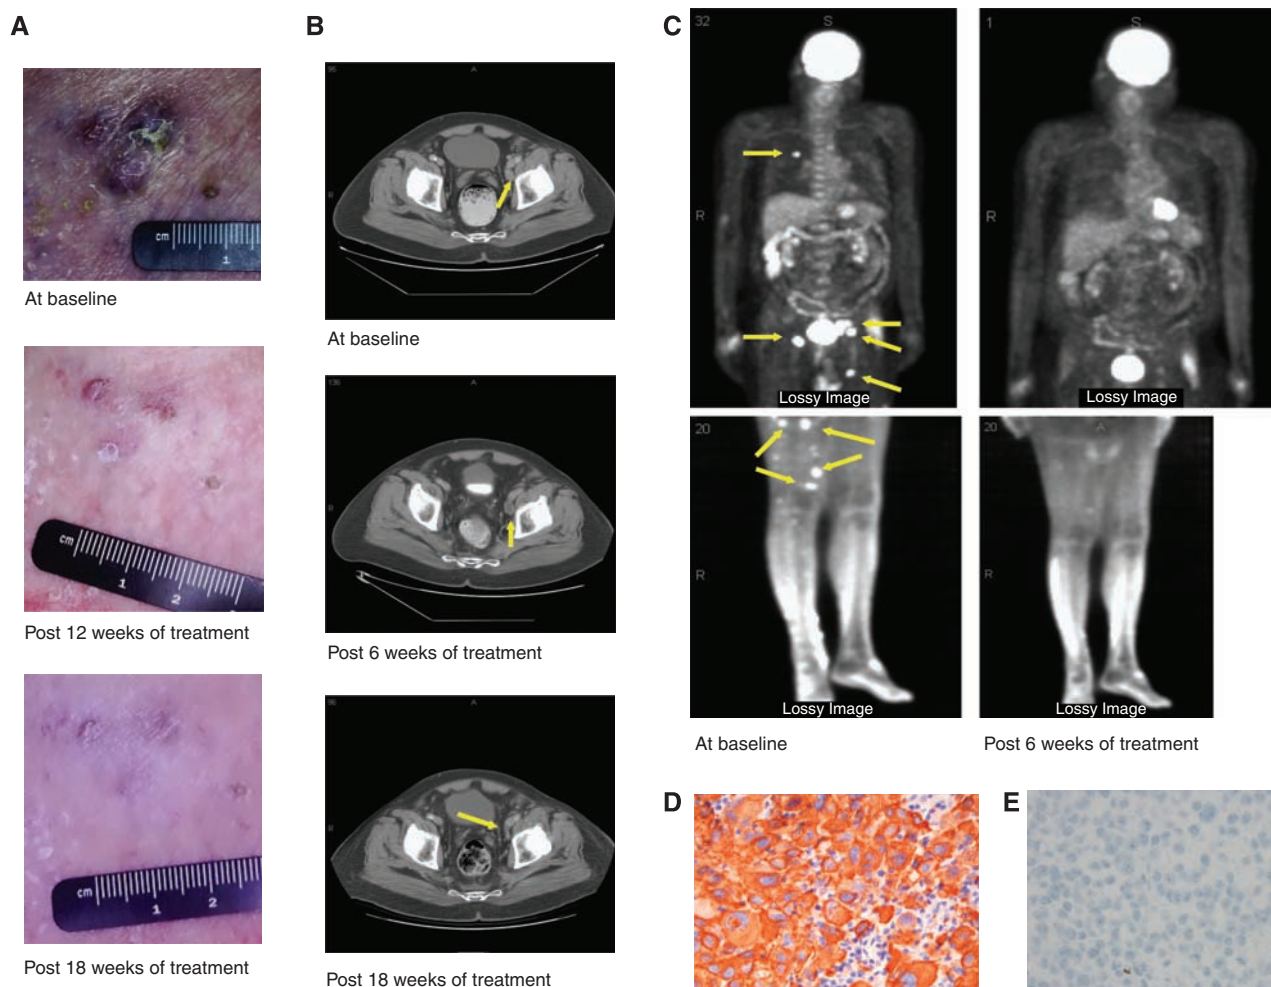 A
cm
1
At baseline
cm
1
2
Post 12 weeks of treatment
cm
1
2
Post 18 weeks of treatment
B
A
R
At baseline
136
A
R
Post 6 weeks of treatment
96
A
R
Post 18 weeks of treatment
C
32
S
R
Lossy Image
1
S
R
Lossy Image
20
R
Lossy Image
At baseline
20
A
R
Lossy Image
Post 6 weeks of treatment
D
E